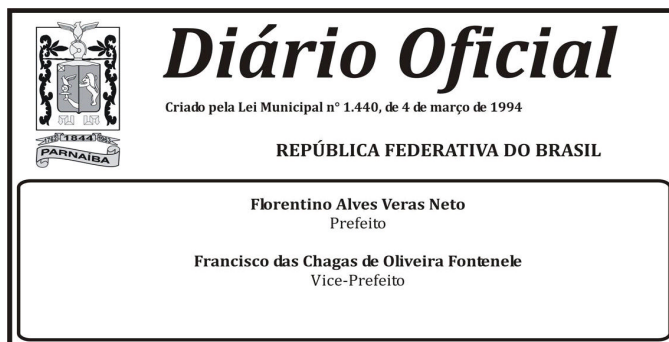 Diário Oficial
Criado pela Lei Municipal n° 1.440, de 4 de março de 1994
1844
PARNAÍBA
REPÚBLICA FEDERATIVA DO BRASIL
Florentino Alves Veras Neto
Prefeito
Francisco das Chagas de Oliveira Fontenele
Vice-Prefeito